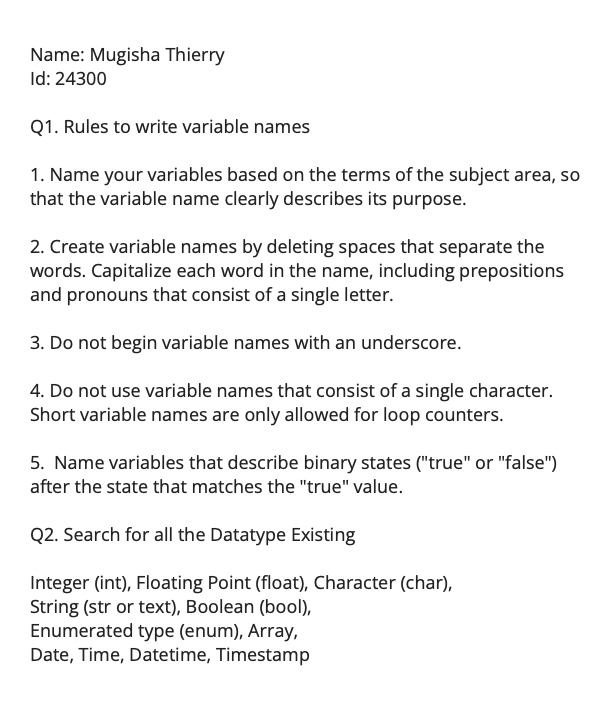 Name: Mugisha Thierry
Id: 24300
Q1. Rules to write variable names
1. Name your variables based on the terms of the subject area, so
that the variable name clearly describes its purpose.
2. Create variable names by deleting spaces that separate the
words. Capitalize each word in the name, including prepositions
and pronouns that consist of a single letter.
3. Do not begin variable names with an underscore.
4. Do not use variable names that consist of a single character.
Short variable names are only allowed for loop counters.
5.  Name variables that describe binary states ("true" or "false")
after the state that matches the "true" value.
Q2. Search for all the Datatype Existing
Integer (int), Floating Point (float), Character (char),
String (str or text), Boolean (bool),
Enumerated type (enum), Array,
Date, Time, Datetime, Timestamp